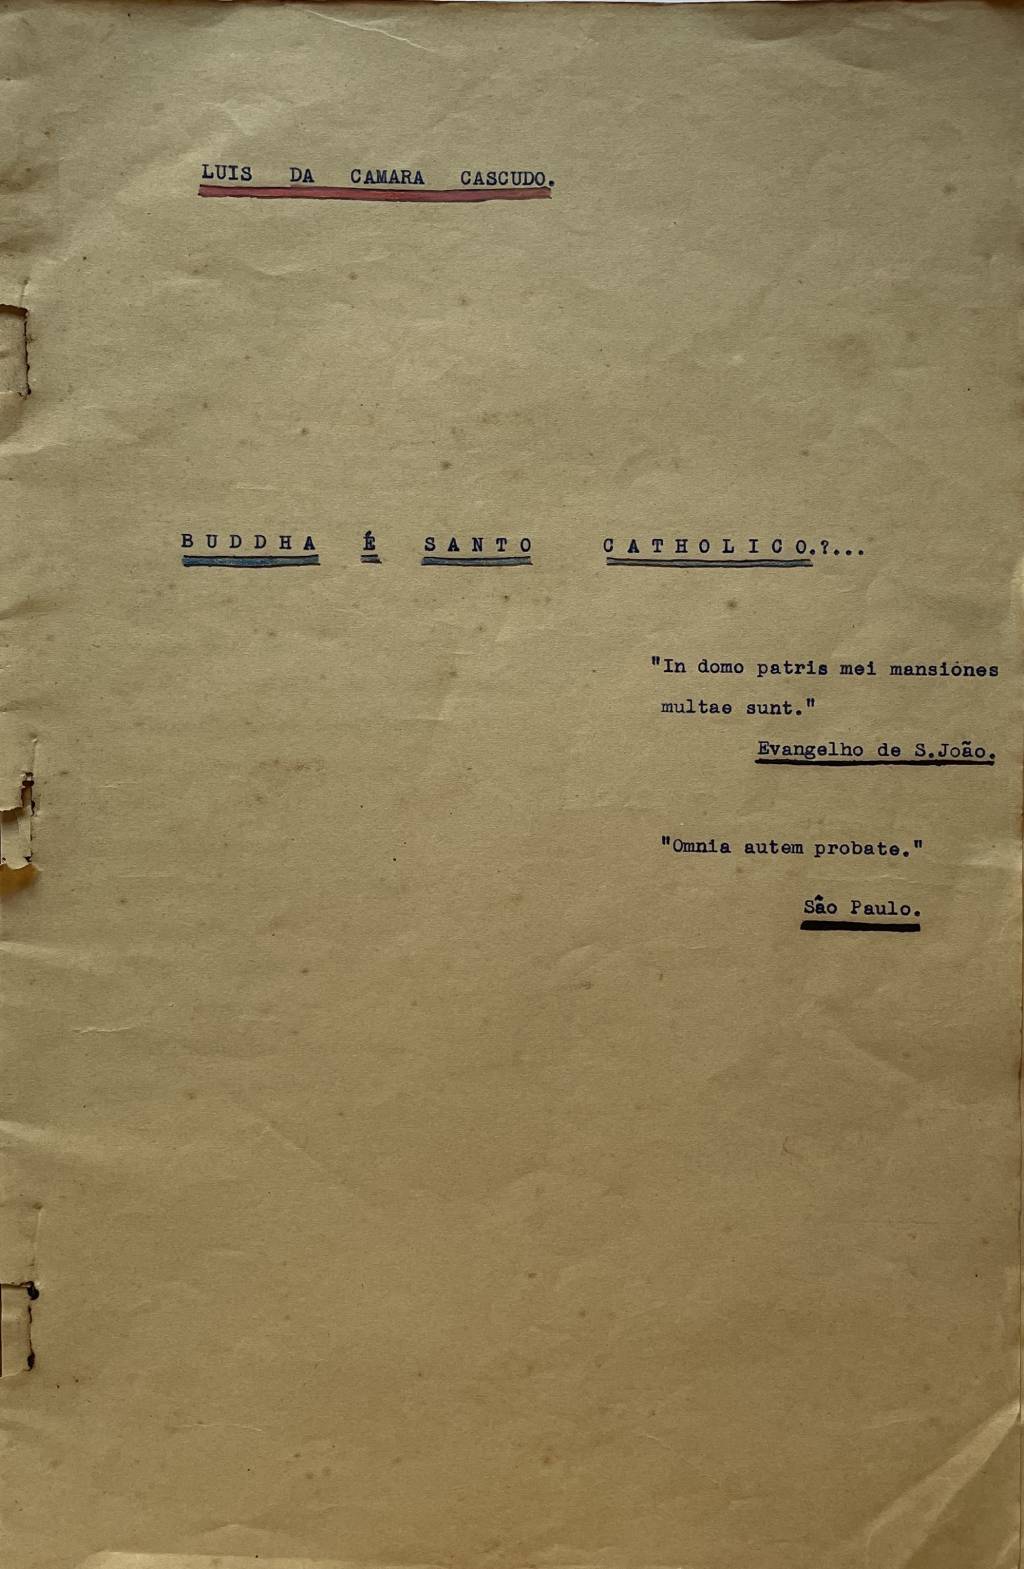 LUIS DA CAMARA CASCUDO.
BUDDHA É SANTO CATHOLICO.?...
"In domo patris mei mansiónes
multae sunt."
Evangelho de S.João.
"Omnia autem probate."
São Paulo.